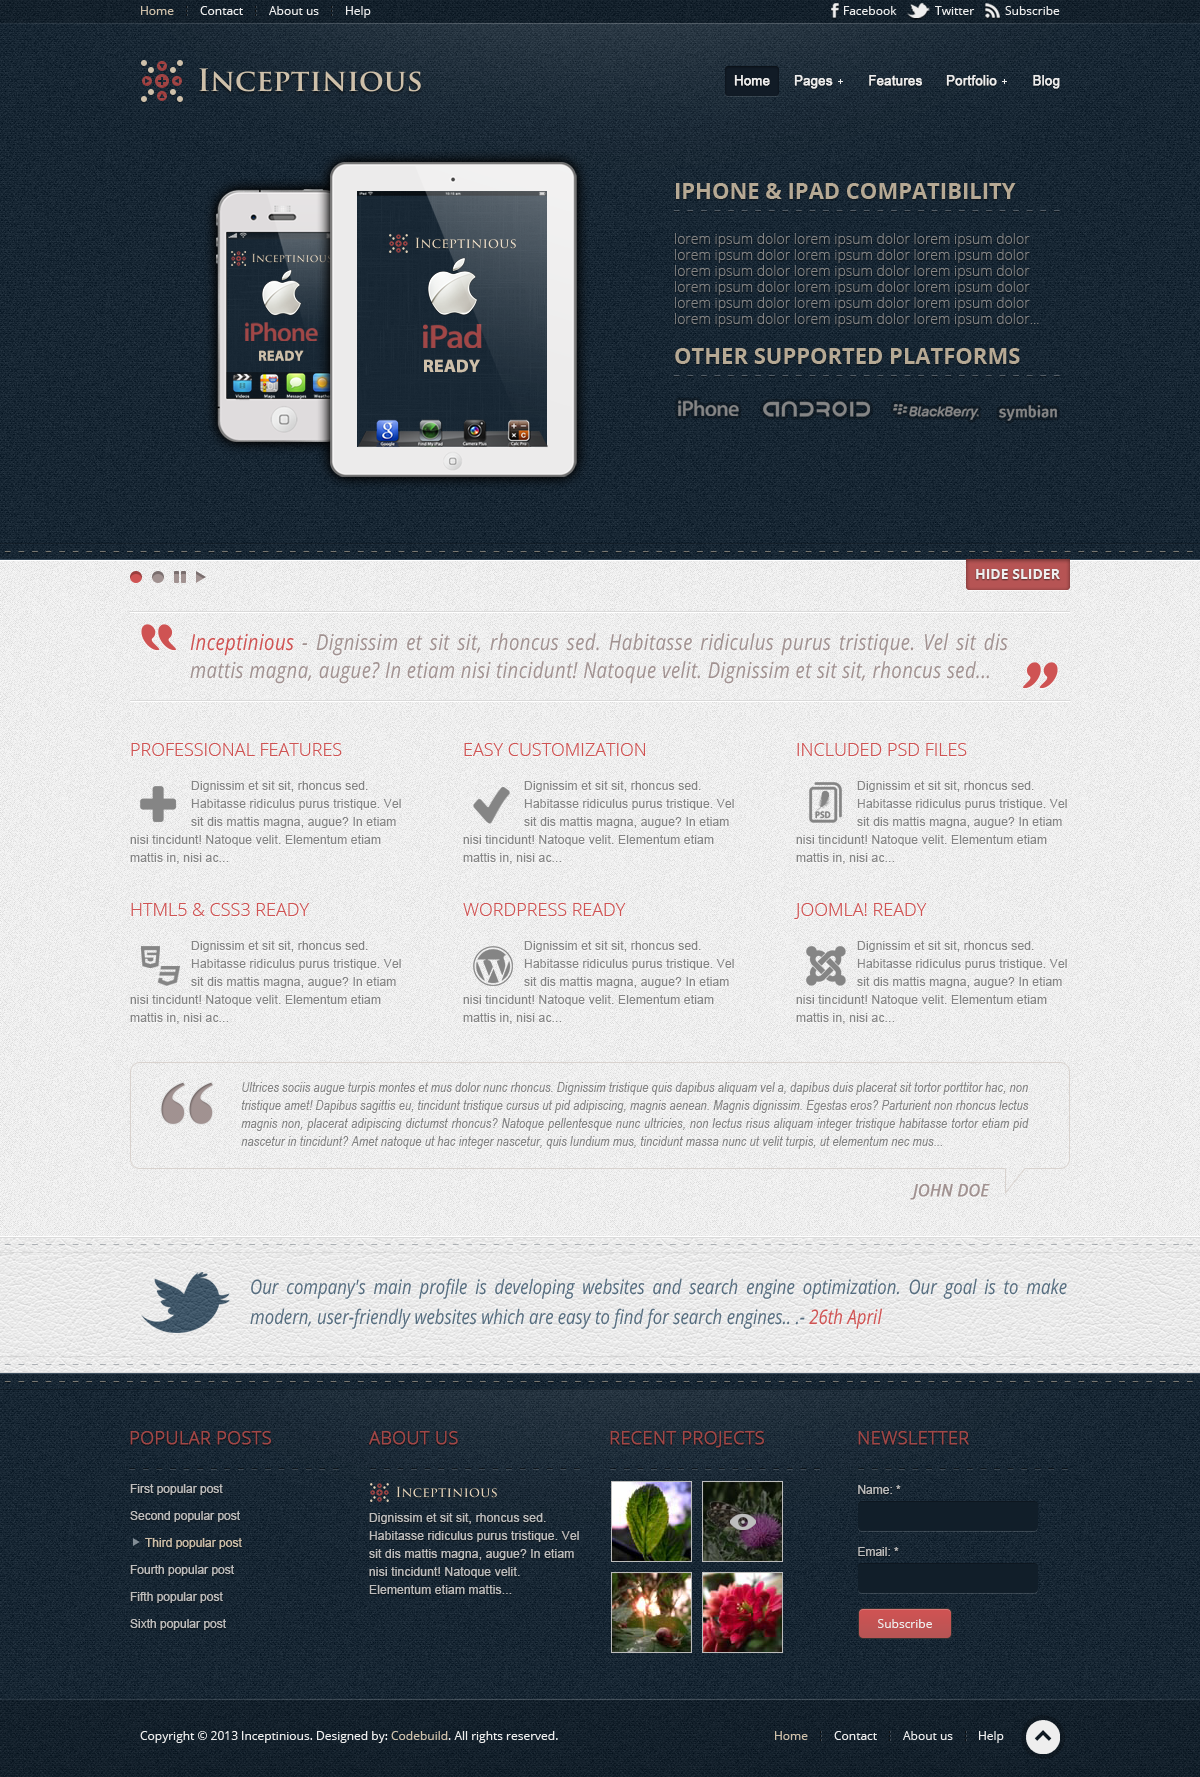 Home
Contact
About us
Help
Facebook
Twitter
Subscribe
INCEPTINIOUS
Home
Pages +
Features
Portfolio +
Blog
INCEPTINIOUS
iPhone
READY
Videos
Maps
Messages
INCEPTINIOUS
iPad
READY
Google
Find My iPad
Camera Plus
Calc Pro
IPHONE & IPAD COMPATIBILITY
lorem ipsum dolor lorem ipsum dolor lorem ipsum dolor
lorem ipsum dolor lorem ipsum dolor lorem ipsum dolor
lorem ipsum dolor lorem ipsum dolor lorem ipsum dolor
lorem ipsum dolor lorem ipsum dolor lorem ipsum dolor
lorem ipsum dolor lorem ipsum dolor lorem ipsum dolor
lorem ipsum dolor lorem ipsum dolor lorem ipsum dolor...
OTHER SUPPORTED PLATFORMS
iPhone
ANDROID
BlackBerry.
symbian
HIDE SLIDER
“ Inceptinious - Dignissim et sit sit, rhoncus sed. Habitasse ridiculus purus tristique. Vel sit dis
mattis magna, augue? In etiam nisi tincidunt! Natoque velit. Dignissim et sit sit, rhoncus sed... ”
PROFESSIONAL FEATURES
Dignissim et sit sit, rhoncus sed.
Habitasse ridiculus purus tristique. Vel
sit dis mattis magna, augue? In etiam
nisi tincidunt! Natoque velit. Elementum etiam
mattis in, nisi ac...
EASY CUSTOMIZATION
Dignissim et sit sit, rhoncus sed.
Habitasse ridiculus purus tristique. Vel
sit dis mattis magna, augue? In etiam
nisi tincidunt! Natoque velit. Elementum etiam
mattis in, nisi ac...
INCLUDED PSD FILES
PSD
Dignissim et sit sit, rhoncus sed.
Habitasse ridiculus purus tristique. Vel
sit dis mattis magna, augue? In etiam
nisi tincidunt! Natoque velit. Elementum etiam
mattis in, nisi ac...
HTML5 & CSS3 READY
5
3
Dignissim et sit sit, rhoncus sed.
Habitasse ridiculus purus tristique. Vel
sit dis mattis magna, augue? In etiam
nisi tincidunt! Natoque velit. Elementum etiam
mattis in, nisi ac...
WORDPRESS READY
W
Dignissim et sit sit, rhoncus sed.
Habitasse ridiculus purus tristique. Vel
sit dis mattis magna, augue? In etiam
nisi tincidunt! Natoque velit. Elementum etiam
mattis in, nisi ac...
JOOMLA! READY
Dignissim et sit sit, rhoncus sed.
Habitasse ridiculus purus tristique. Vel
sit dis mattis magna, augue? In etiam
nisi tincidunt! Natoque velit. Elementum etiam
mattis in, nisi ac...
“ Ultrices sociis augue turpis montes et mus dolor nunc rhoncus. Dignissim tristique quis dapibus aliquam vel a, dapibus duis placerat sit tortor porttitor hac, non
tristique amet! Dapibus sagittis eu, tincidunt tristique cursus ut pid adipiscing, magnis aenean. Magnis dignissim. Egestas eros? Parturient non rhoncus lectus
magnis non, placerat adipiscing dictumst rhoncus? Natoque pellentesque nunc ultricies, non lectus risus aliquam integer tristique habitasse tortor etiam pid
nascetur in tincidunt? Amet natoque ut hac integer nascetur, quis lundium mus, tincidunt massa nunc ut velit turpis, ut elementum nec mus...
JOHN DOE
Our company's main profile is developing websites and search engine optimization. Our goal is to make
modern, user-friendly websites which are easy to find for search engines.. .- 26th April
POPULAR POSTS
First popular post
Second popular post
Third popular post
Fourth popular post
Fifth popular post
Sixth popular post
ABOUT US
INCEPTINIOUS
Dignissim et sit sit, rhoncus sed.
Habitasse ridiculus purus tristique. Vel
sit dis mattis magna, augue? In etiam
nisi tincidunt! Natoque velit.
Elementum etiam mattis...
RECENT PROJECTS
NEWSLETTER
Name: *
Email: *
Subscribe
Copyright © 2013 Inceptinious. Designed by: Codebuild. All rights reserved.
Home
Contact
About us
Help